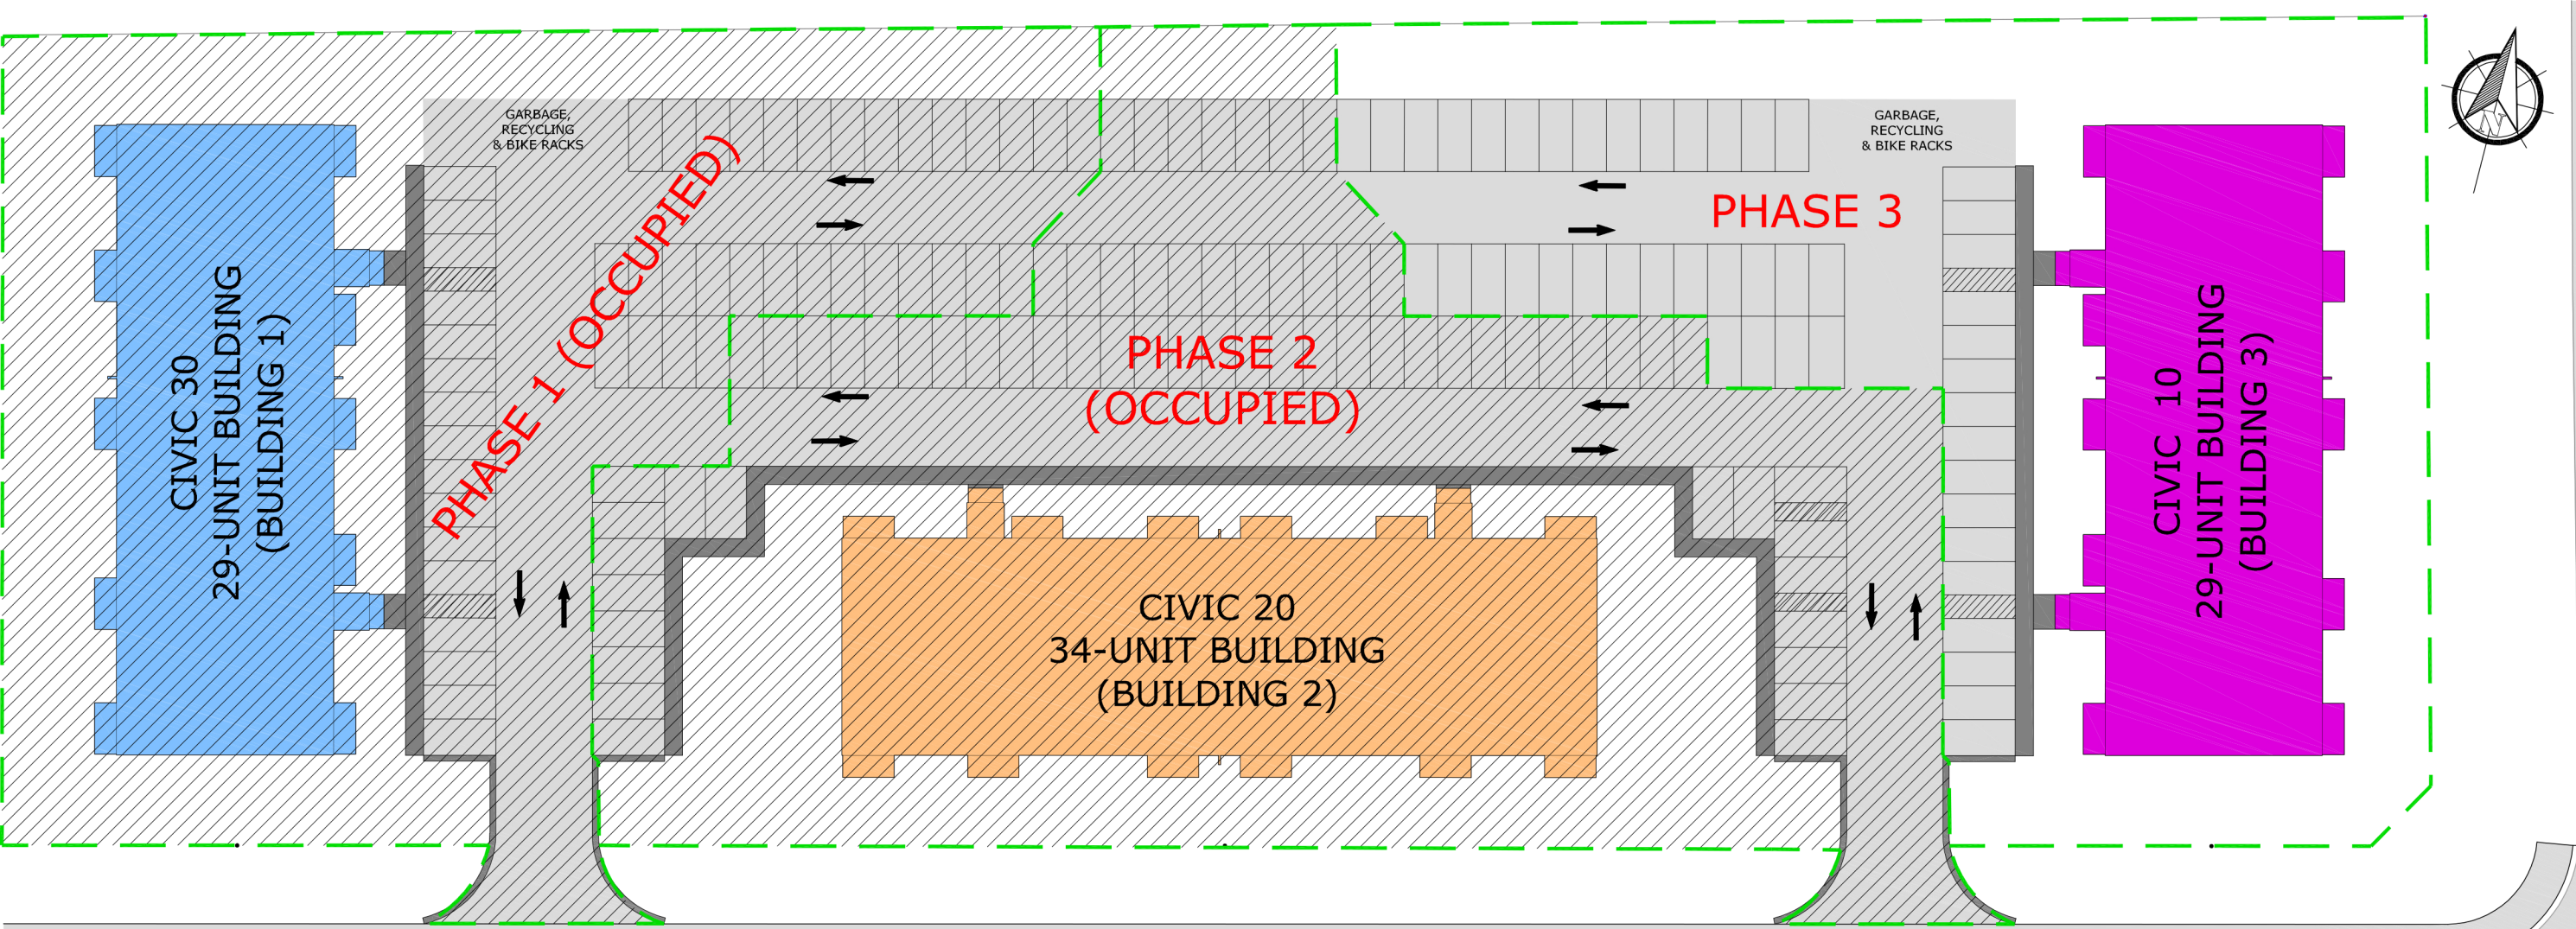 GARBAGE,
RECYCLING
& BIKE RACKS
GARBAGE,
RECYCLING
& BIKE RACKS
N
PHASE 1 (OCCUPIED)
PHASE 3
PHASE 2
(OCCUPIED)
CIVIC 30
29-UNIT BUILDING
(BUILDING 1)
CIVIC 20
34-UNIT BUILDING
(BUILDING 2)
CIVIC 10
29-UNIT BUILDING
(BUILDING 3)